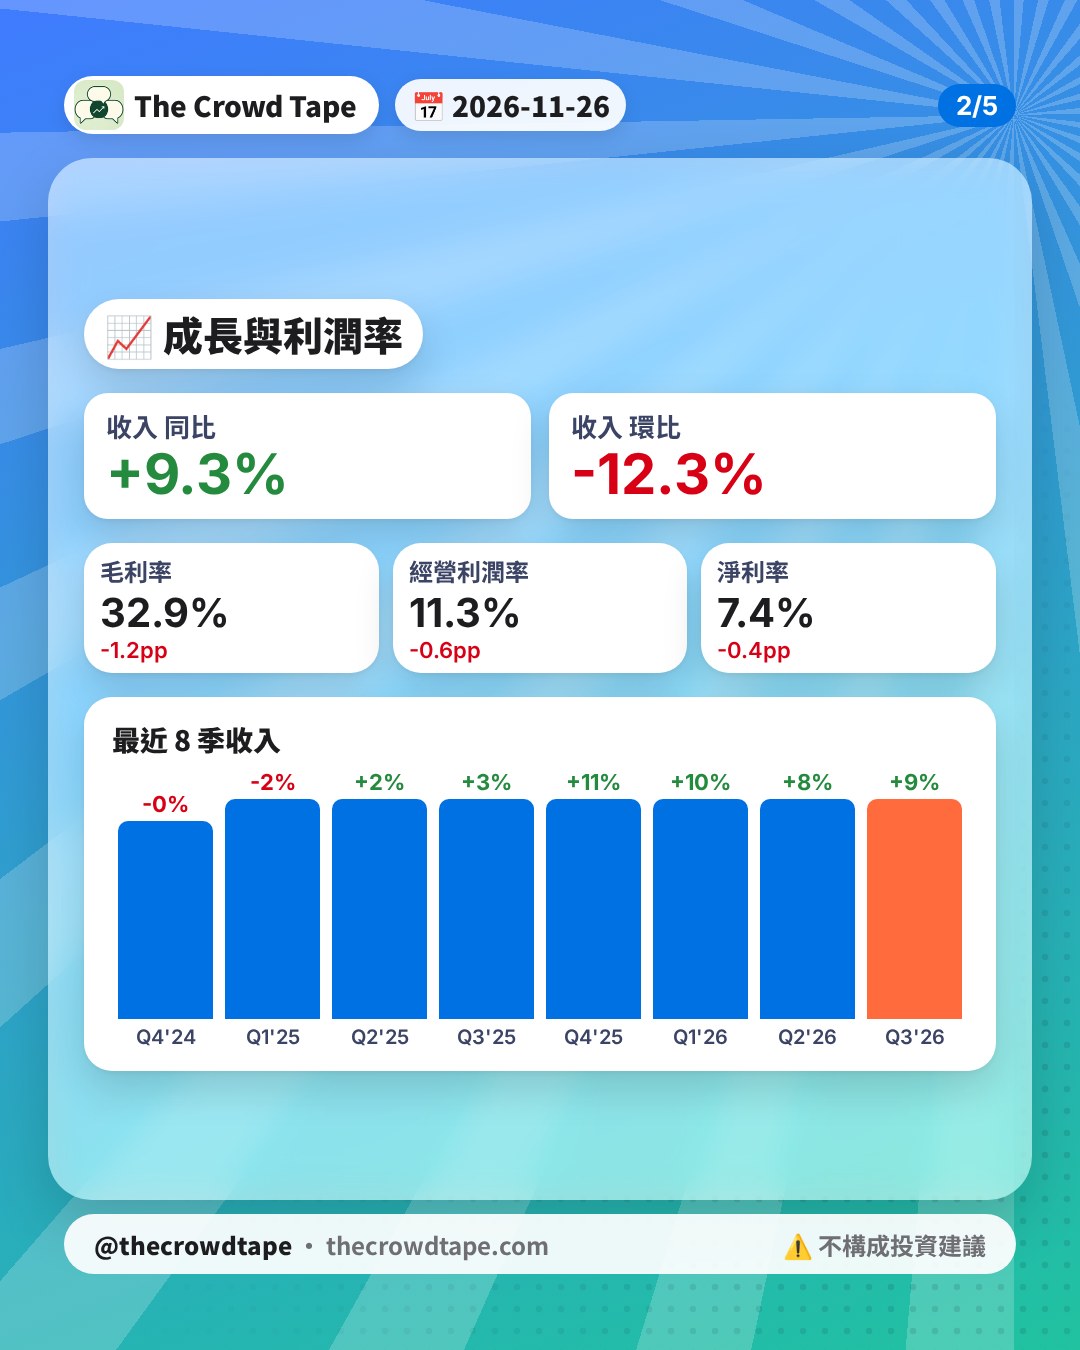 The Crowd Tape
2026-11-26
2/5
成長與利潤率
收入 同比
+9.3%
收入 環比
-12.3%
毛利率
32.9%
-1.2pp
經營利潤率
11.3%
-0.6pp
淨利率
7.4%
-0.4pp
最近 8 季收入
-0% -2% +2% +3% +11% +10% +8% +9%
Q4'24 Q1'25 Q2'25 Q3'25 Q4'25 Q1'26 Q2'26 Q3'26
@thecrowdtape • thecrowdtape.com
⚠️ 不構成投資建議